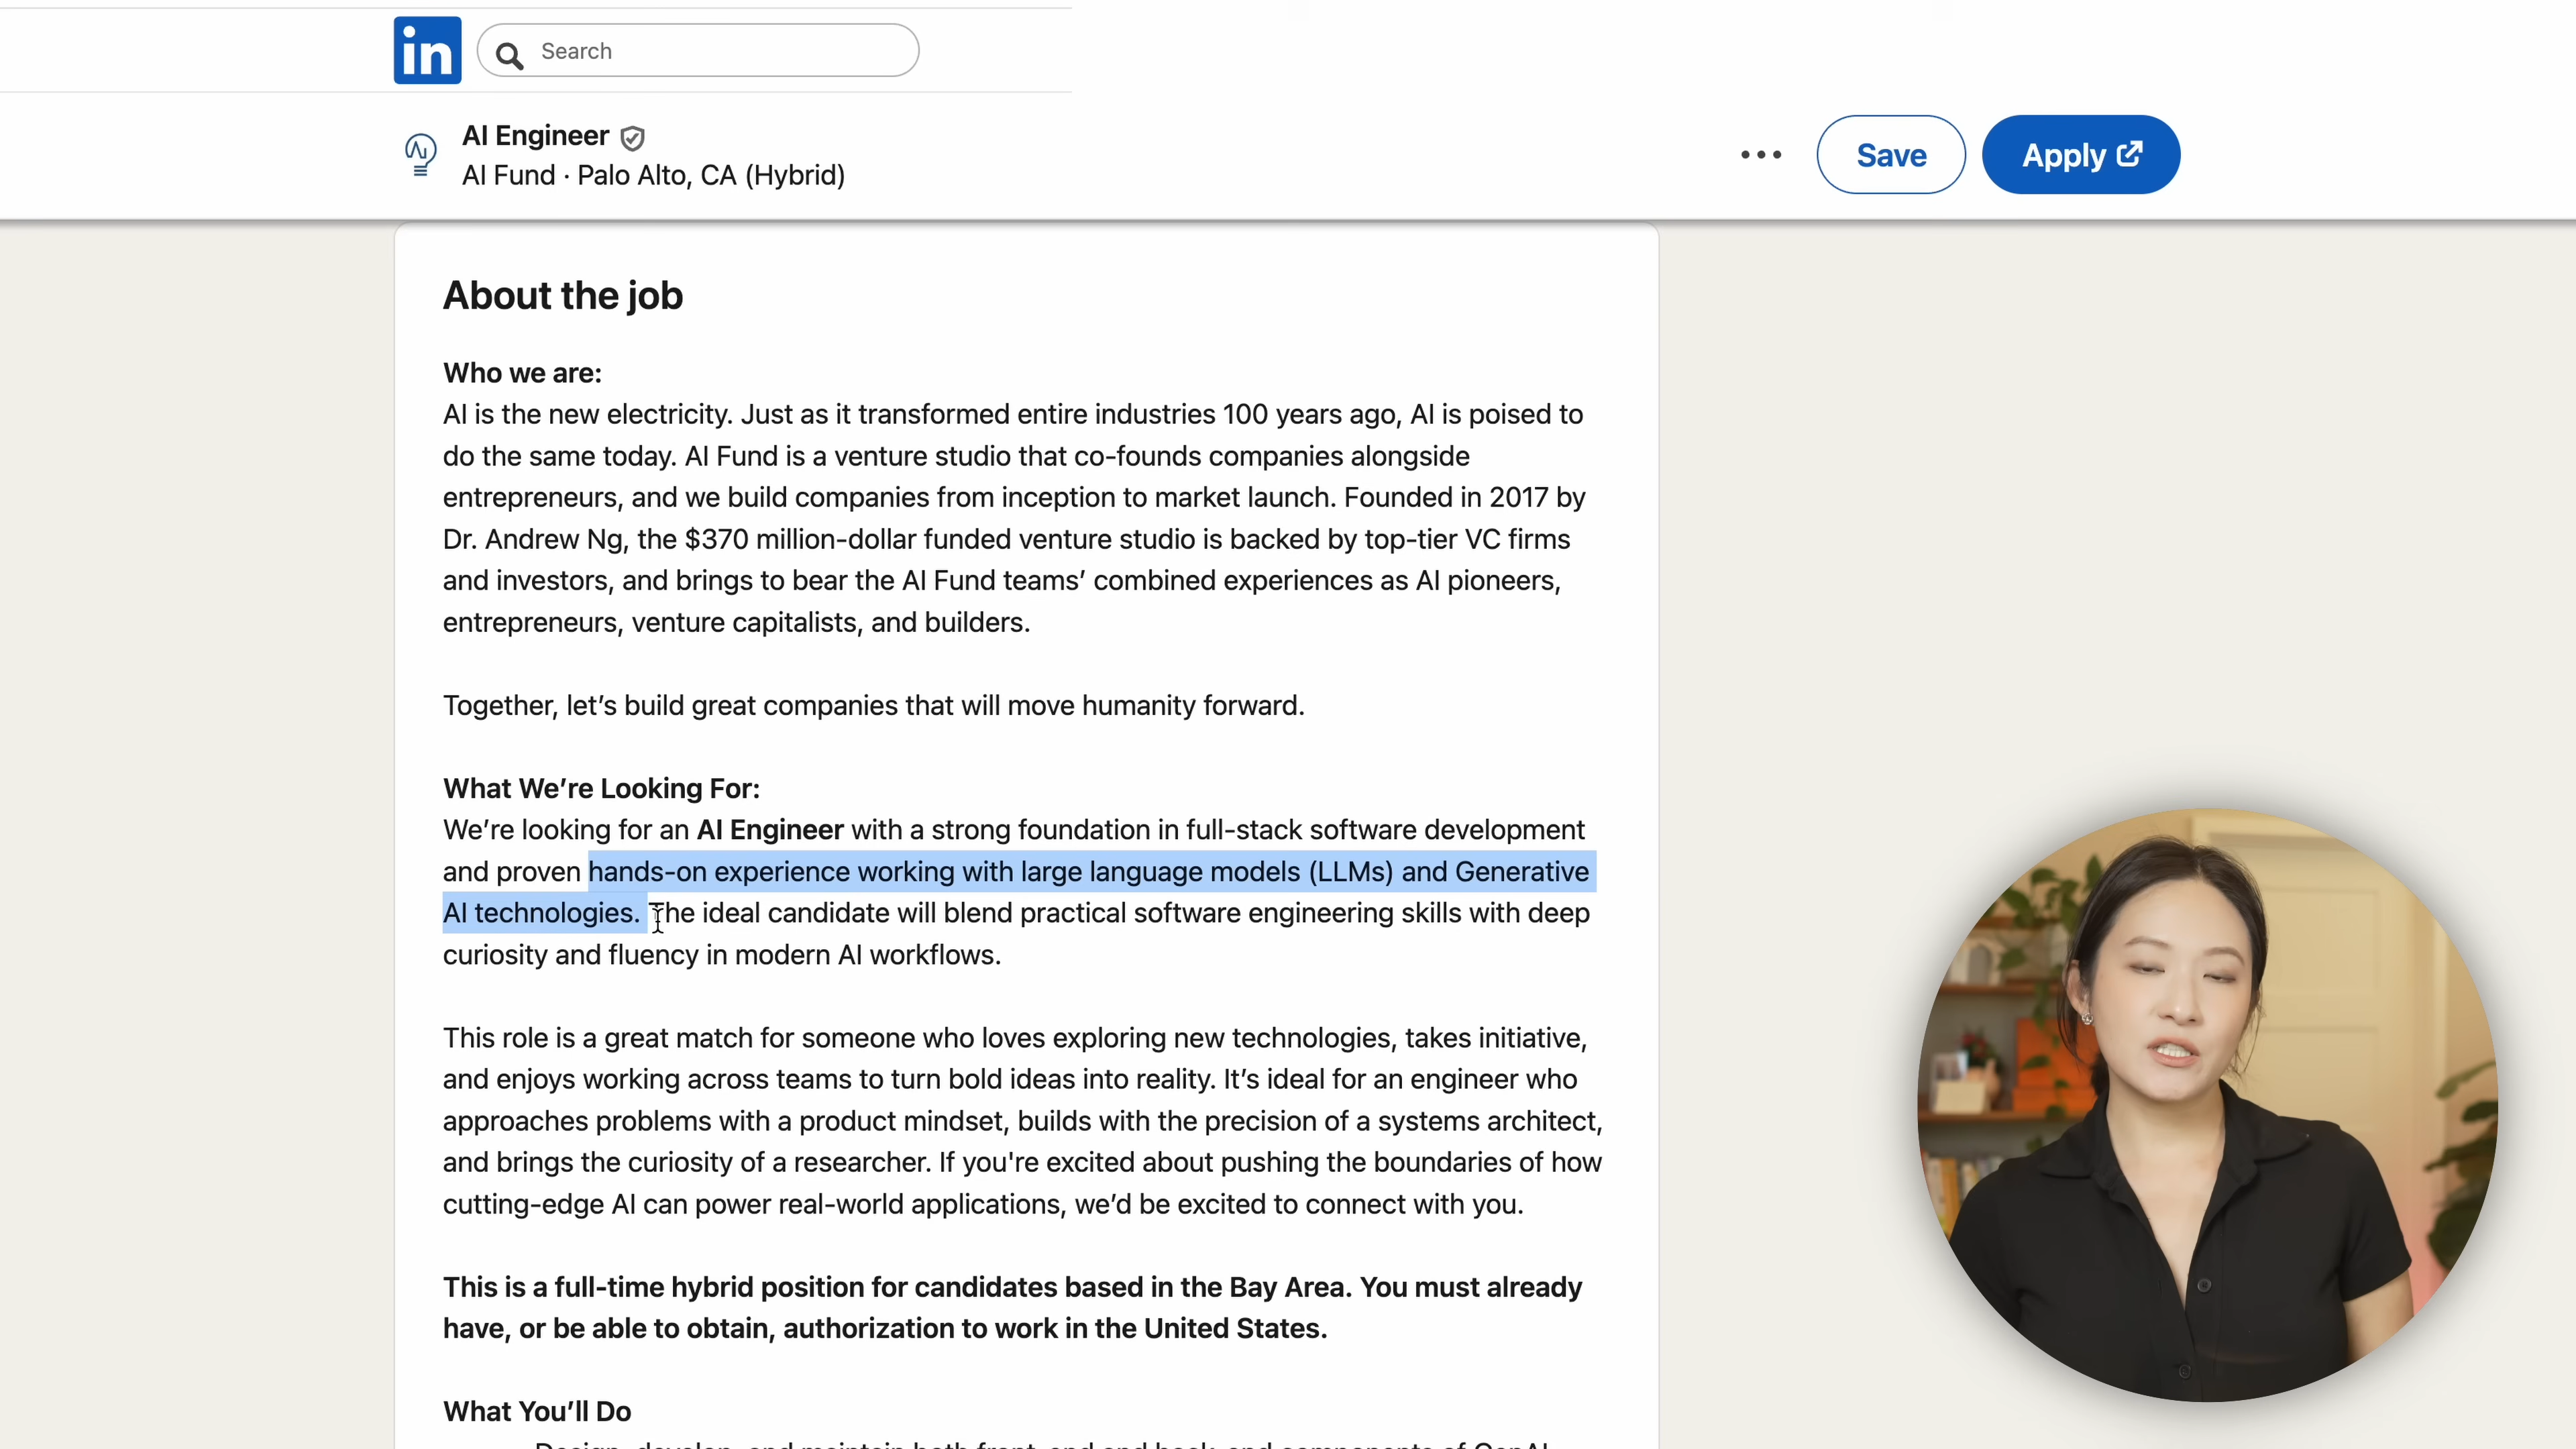 in
Search
AI Engineer
AI Fund · Palo Alto, CA (Hybrid)
Save
Apply
About the job
Who we are:
AI is the new electricity. Just as it transformed entire industries 100 years ago, AI is poised to
do the same today. AI Fund is a venture studio that co-founds companies alongside
entrepreneurs, and we build companies from inception to market launch. Founded in 2017 by
Dr. Andrew Ng, the $370 million-dollar funded venture studio is backed by top-tier VC firms
and investors, and brings to bear the AI Fund teams’ combined experiences as AI pioneers,
entrepreneurs, venture capitalists, and builders.
Together, let’s build great companies that will move humanity forward.
What We’re Looking For:
We’re looking for an AI Engineer with a strong foundation in full-stack software development
and proven hands-on experience working with large language models (LLMs) and Generative
AI technologies. The ideal candidate will blend practical software engineering skills with deep
curiosity and fluency in modern AI workflows.
This role is a great match for someone who loves exploring new technologies, takes initiative,
and enjoys working across teams to turn bold ideas into reality. It’s ideal for an engineer who
approaches problems with a product mindset, builds with the precision of a systems architect,
and brings the curiosity of a researcher. If you're excited about pushing the boundaries of how
cutting-edge AI can power real-world applications, we’d be excited to connect with you.
This is a full-time hybrid position for candidates based in the Bay Area. You must already
have, or be able to obtain, authorization to work in the United States.
What You’ll Do
Design, develop, and maintain both front-end and back-end components of GenAI